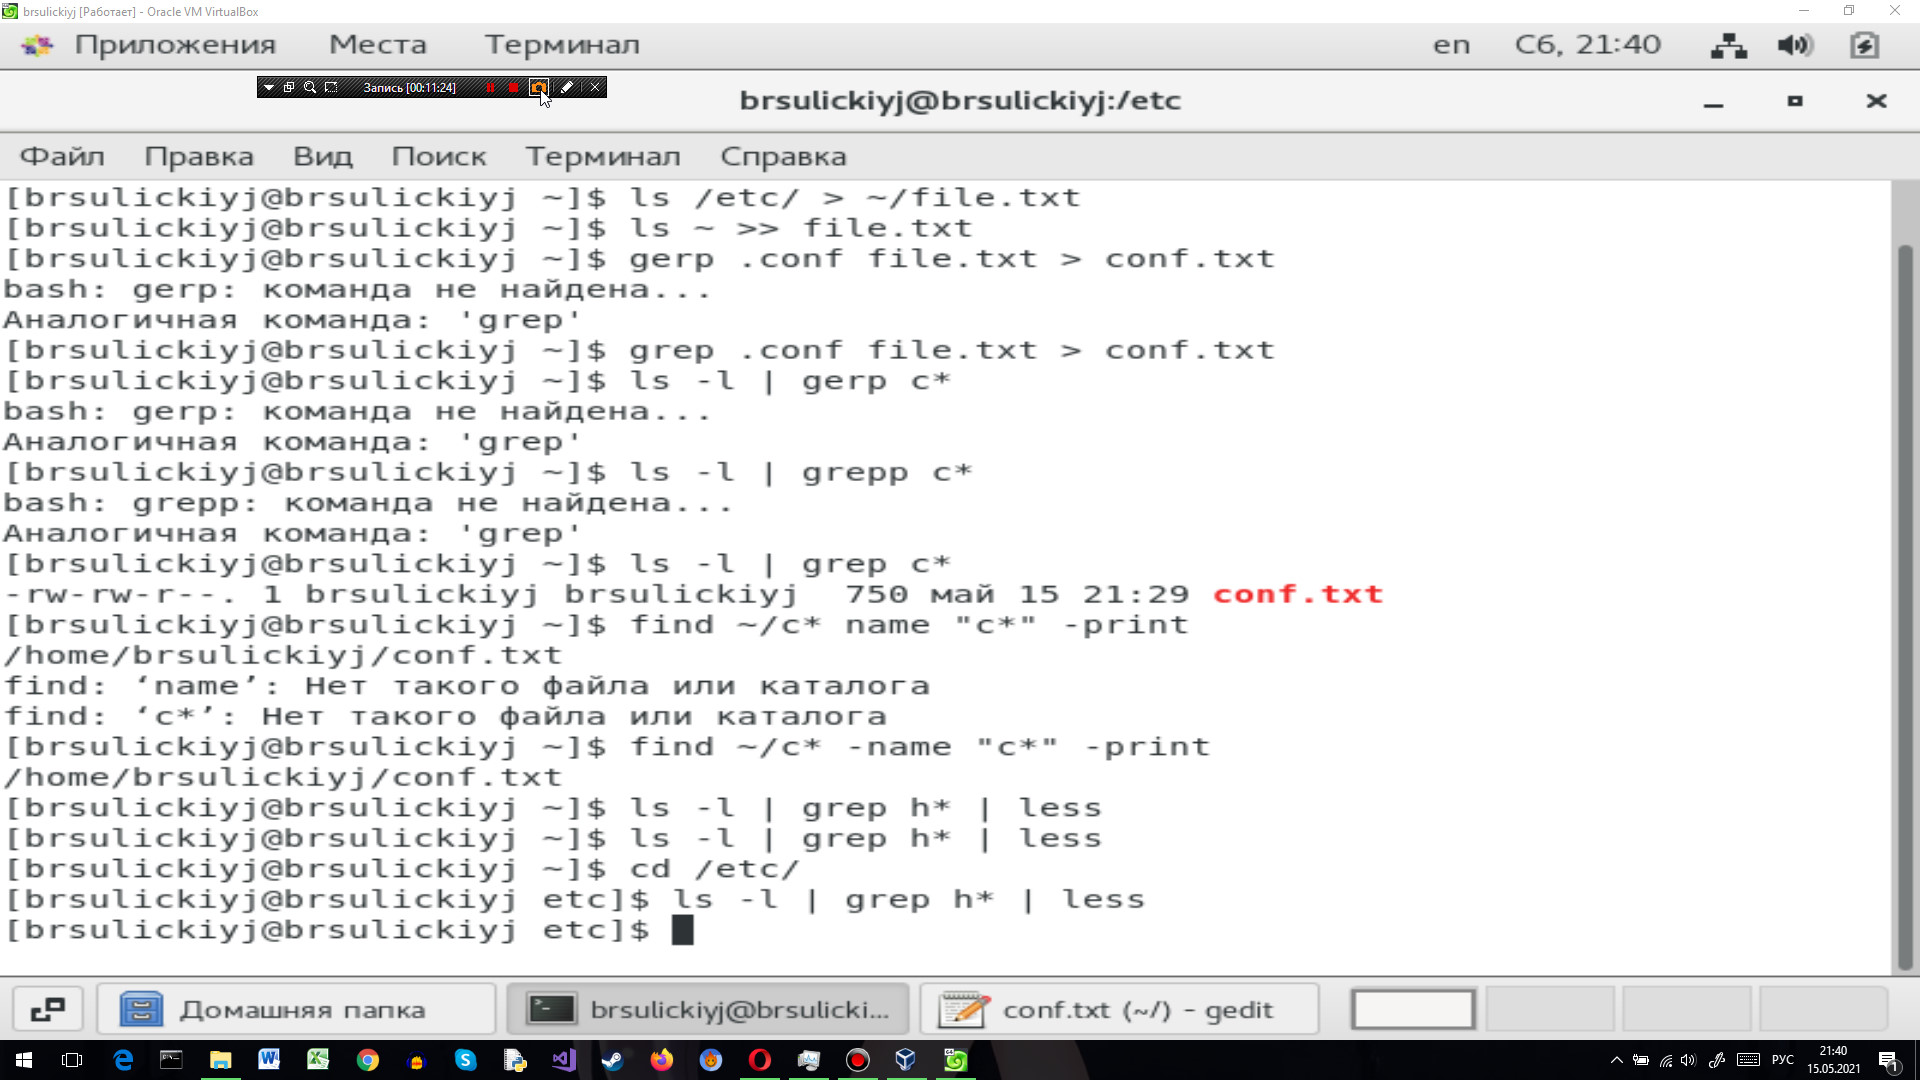 brsulickiyj [Работает] - Oracle VM VirtualBox
Приложения Места Терминал en Сб, 21:40
Запись [00:11:24]
brsulickiyj@brsulickiyj:/etc
Файл Правка Вид Поиск Терминал Справка
[brsulickiyj@brsulickiyj ~]$ ls /etc/ > ~/file.txt
[brsulickiyj@brsulickiyj ~]$ ls ~ >> file.txt
[brsulickiyj@brsulickiyj ~]$ gerp .conf file.txt > conf.txt
bash: gerp: команда не найдена...
Аналогичная команда: 'grep'
[brsulickiyj@brsulickiyj ~]$ grep .conf file.txt > conf.txt
[brsulickiyj@brsulickiyj ~]$ ls -l | gerp c*
bash: gerp: команда не найдена...
Аналогичная команда: 'grep'
[brsulickiyj@brsulickiyj ~]$ ls -l | grepp c*
bash: grepp: команда не найдена...
Аналогичная команда: 'grep'
[brsulickiyj@brsulickiyj ~]$ ls -l | grep c*
-rw-rw-r--. 1 brsulickiyj brsulickiyj  750 май 15 21:29 conf.txt
[brsulickiyj@brsulickiyj ~]$ find ~/c* name "c*" -print
/home/brsulickiyj/conf.txt
find: ‘name’: Нет такого файла или каталога
find: ‘c*’: Нет такого файла или каталога
[brsulickiyj@brsulickiyj ~]$ find ~/c* -name "c*" -print
/home/brsulickiyj/conf.txt
[brsulickiyj@brsulickiyj ~]$ ls -l | grep h* | less
[brsulickiyj@brsulickiyj ~]$ ls -l | grep h* | less
[brsulickiyj@brsulickiyj ~]$ cd /etc/
[brsulickiyj@brsulickiyj etc]$ ls -l | grep h* | less
[brsulickiyj@brsulickiyj etc]$
Домашняя папка brsulickiyj@brsulicki... conf.txt (~/) - gedit
РУС 21:40
15.05.2021
1